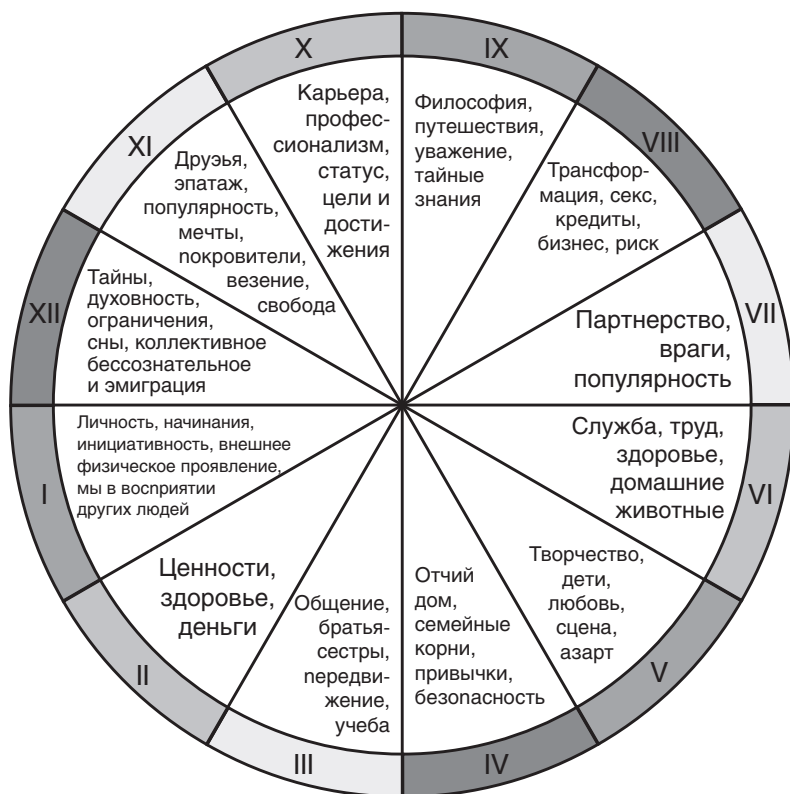 X
Карьера,
профес-
сионализм,
статус,
цели и
дости-
жения
IX
Философия,
путешествия,
уважение,
тайные
знания
XI
Друэья,
эпатаж,
популярность,
мечты,
покровители,
везение,
свобода
VIII
Трансфор-
мация, секс,
кредиты,
бизнес, риск
XII
Тайны,
духовность,
ограничения,
сны, коллективное
бессознательное
и эмиграция
VII
Партнерство,
враги,
популярность
I
Личность, начинания,
инициативность, внешнее
физическое проявление,
мы в восприятии
других людей
VI
Служба, труд,
здоровье,
домашние
животные
II
Ценности,
здоровье,
деньги
III
Общение,
братья-
сестры,
передви-
жение,
учеба
IV
Отчий
дом,
семейные
корни,
привычки,
безопасность
V
Творчество,
дети,
любовь,
сцена,
азарт